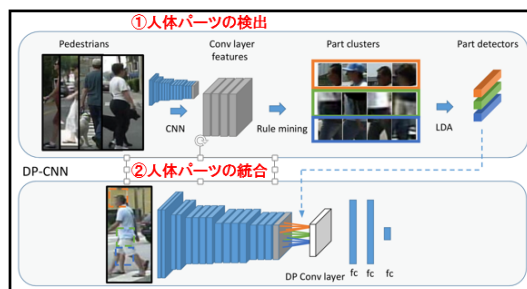 ①人体パーツの検出
Pedestrians
Conv layer
features
Part clusters
Part detectors
CNN
Rule mining
LDA
DP-CNN
②人体パーツの統合
DP Conv layer
fc
fc
fc